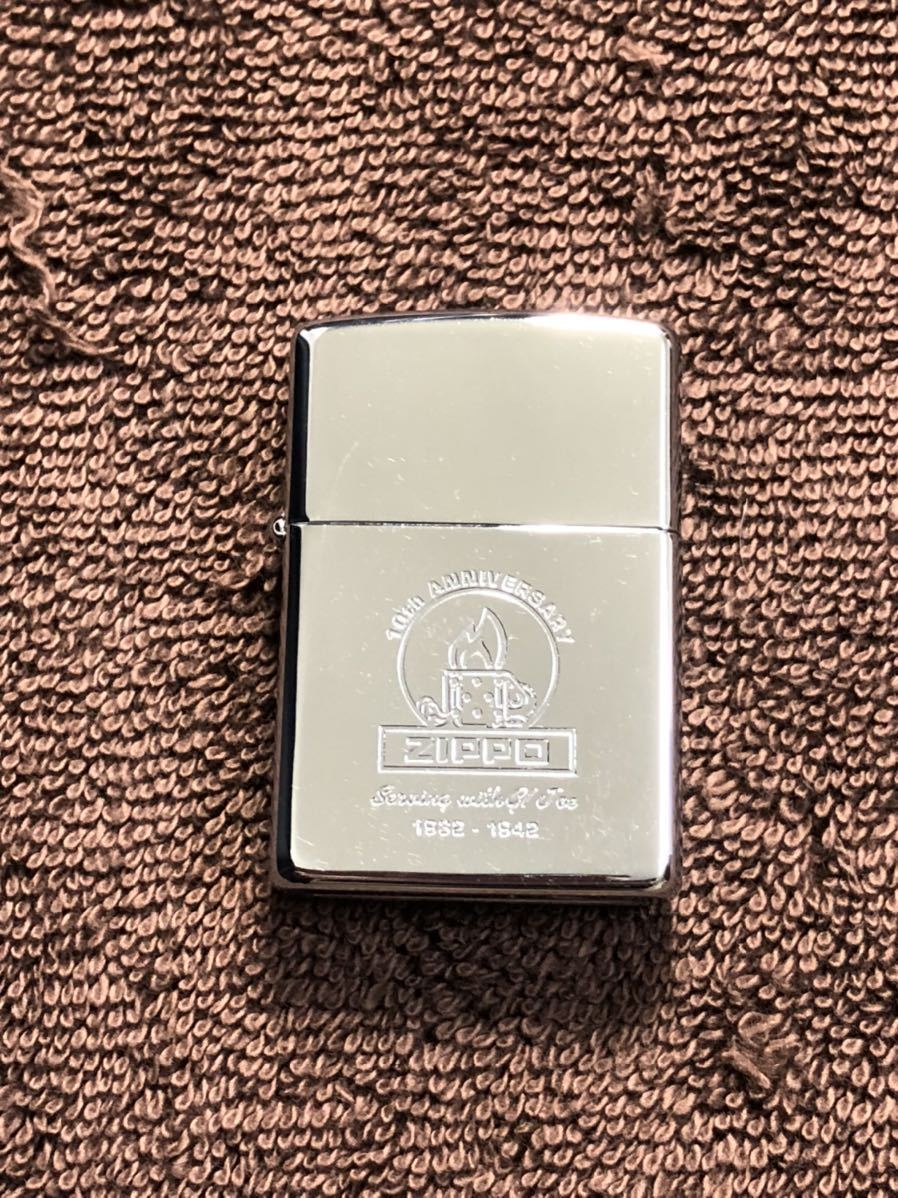 10th ANNIVERSARY
ZIPPO
Serving with G.I. Joe
1932 - 1942